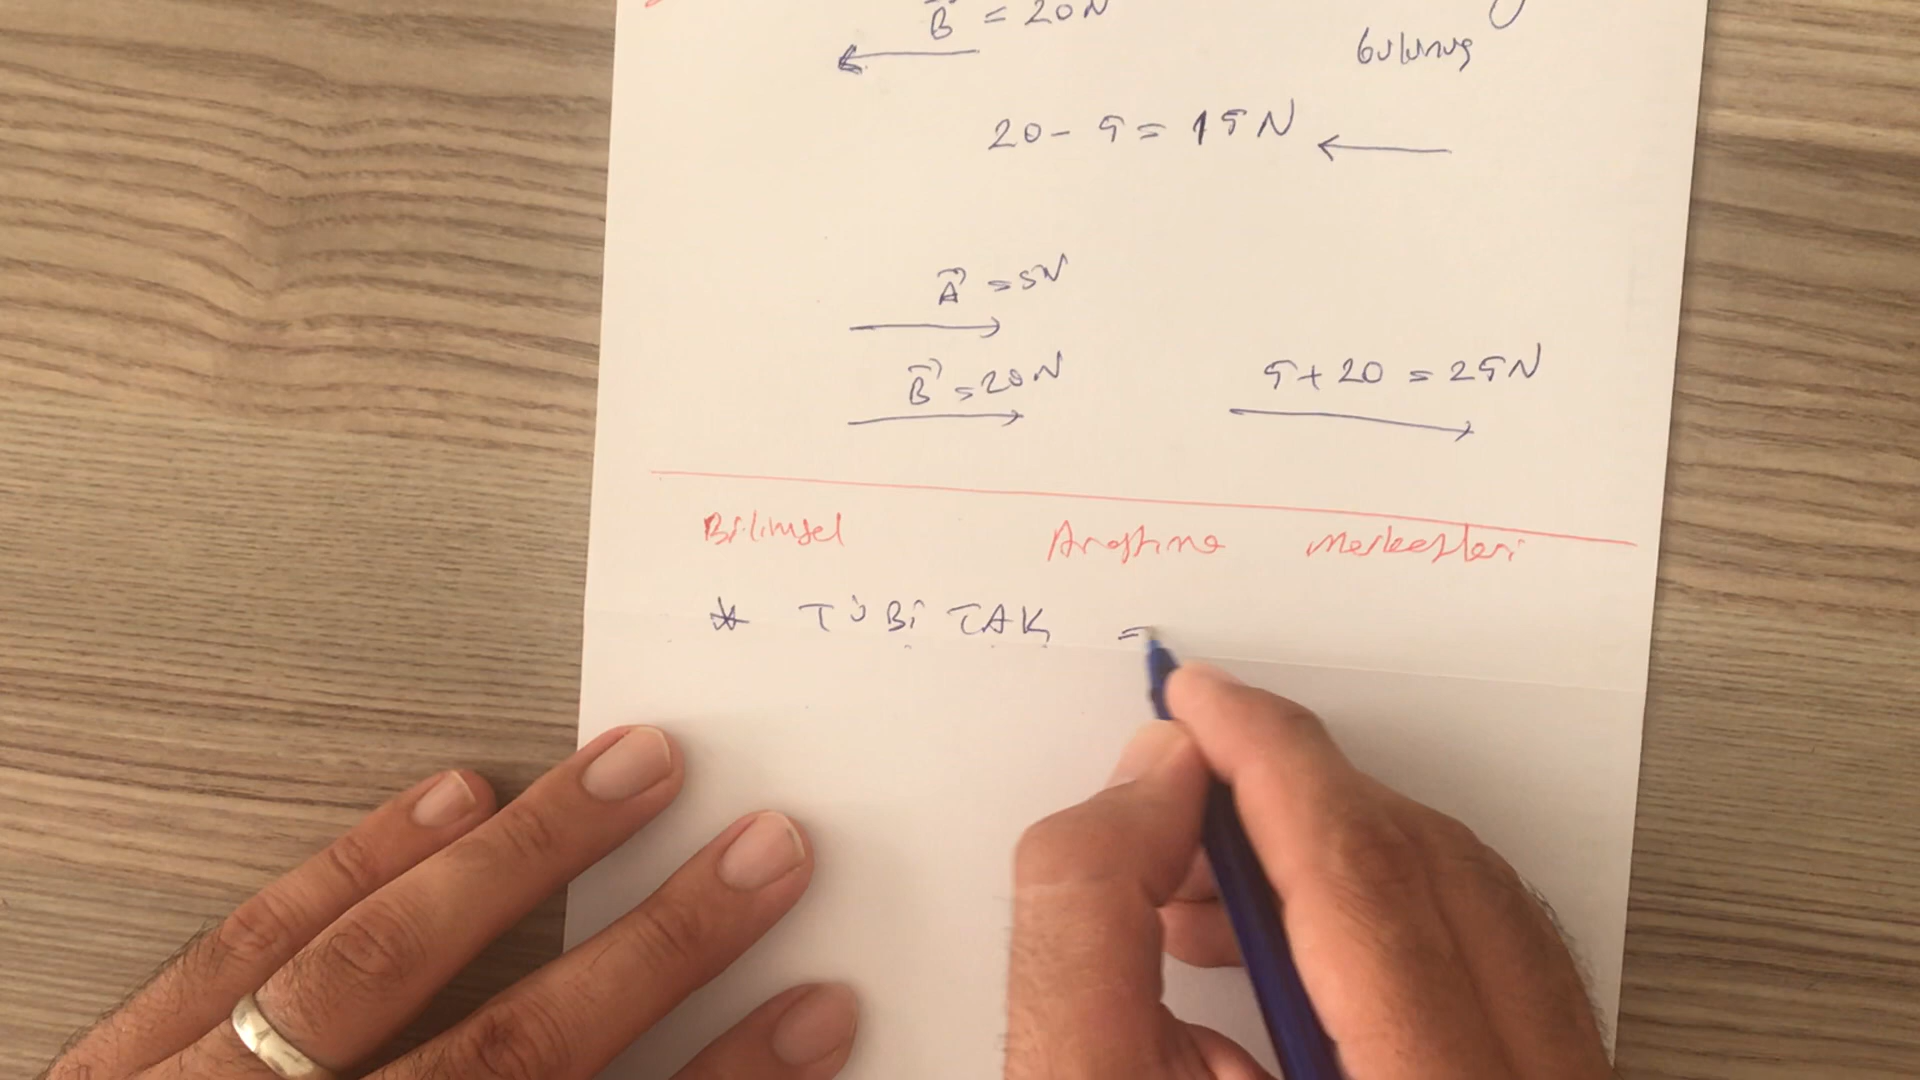 B⃗ = 20N
bulunuş
20 - 5 = 15N
A⃗ = 5N
B⃗ = 20N
5 + 20 = 25N
Bilimsel Araştırma Merkezleri
* TÜBİTAK =